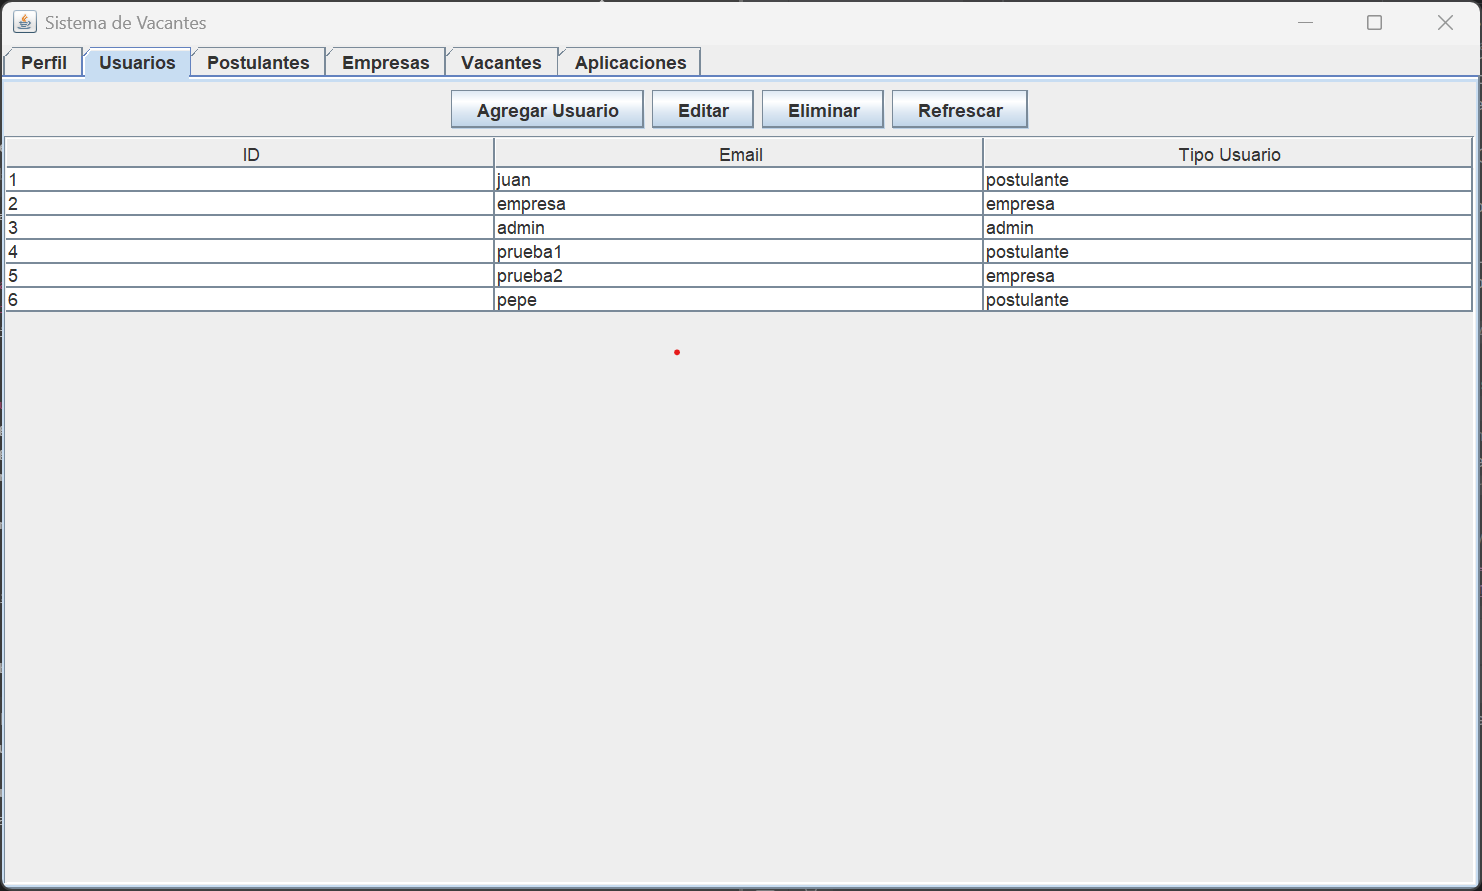 Sistema de Vacantes
Perfil Usuarios Postulantes Empresas Vacantes Aplicaciones
Agregar Usuario Editar Eliminar Refrescar
ID Email Tipo Usuario
1 juan postulante
2 empresa empresa
3 admin admin
4 prueba1 postulante
5 prueba2 empresa
6 pepe postulante